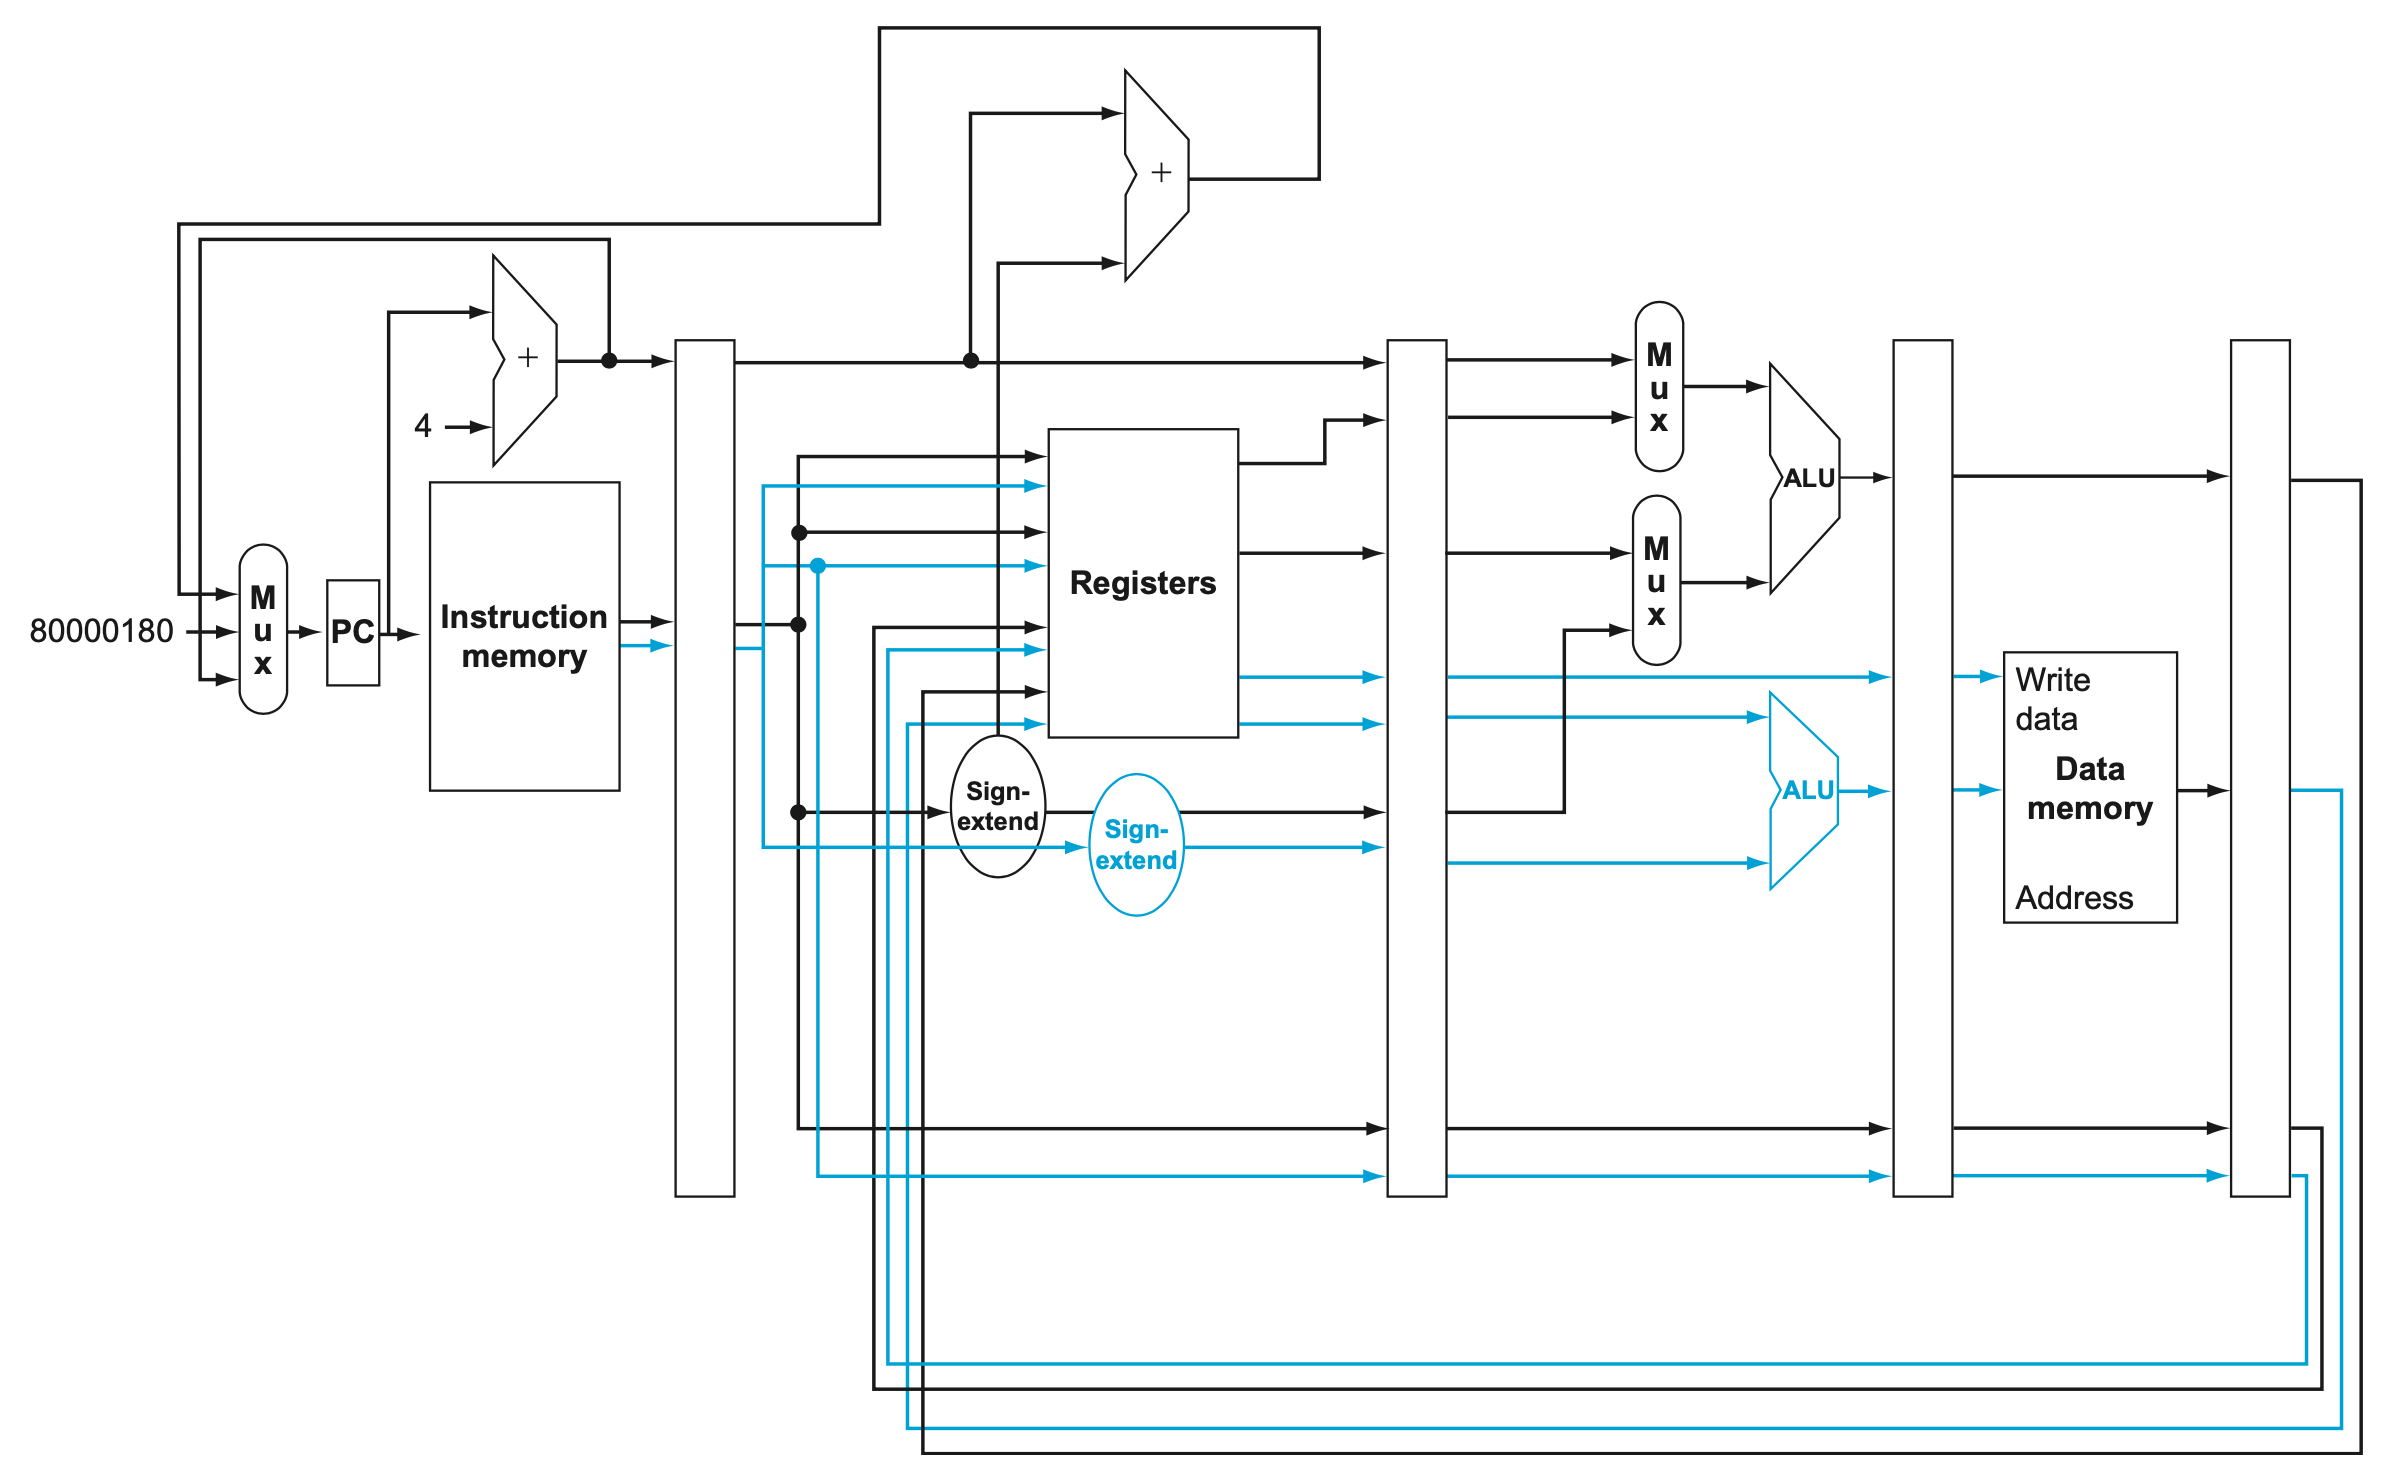 +
+
4
M
u
x
M
u
x
ALU
M
u
x
80000180
PC
Instruction
memory
Registers
Write
data
Data
memory
Address
Sign-
extend
Sign-
extend
ALU